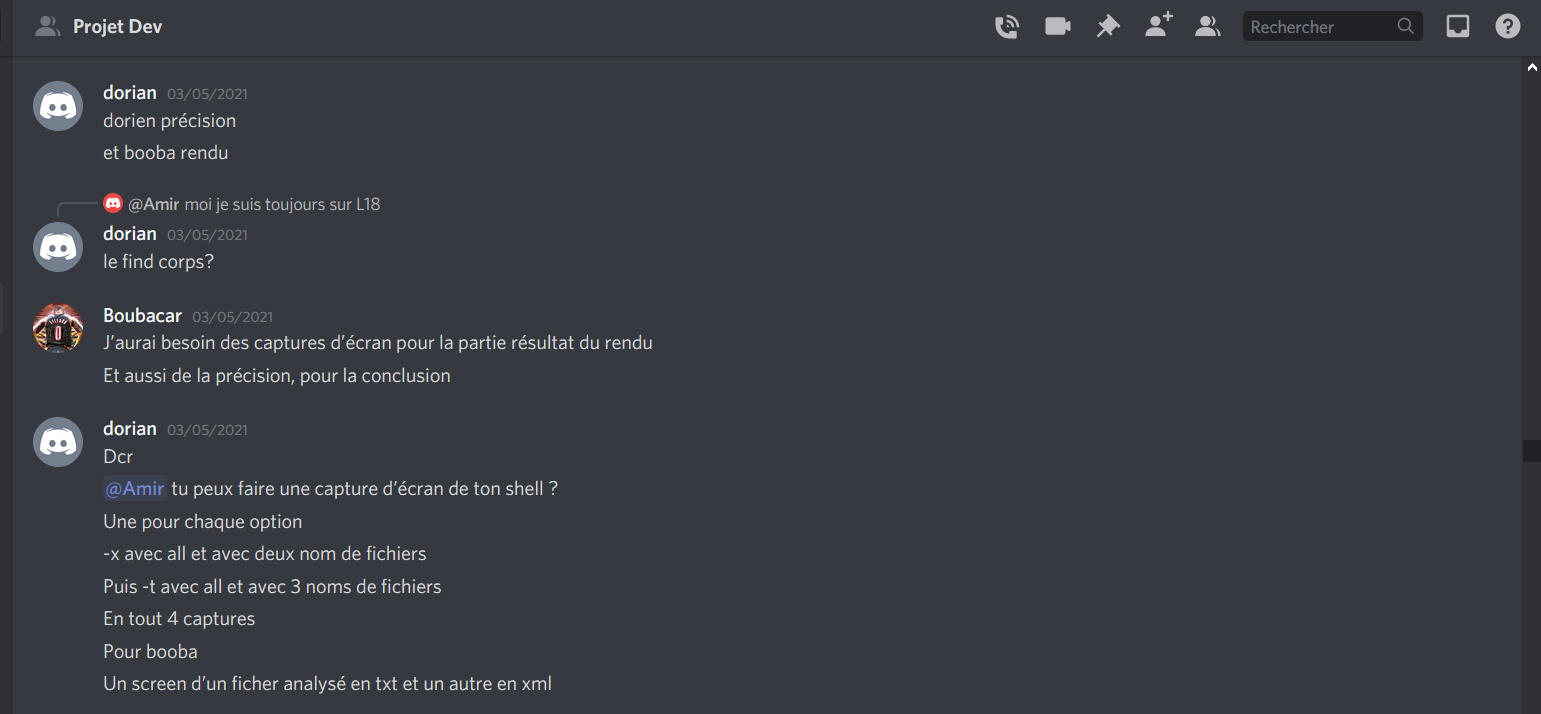 Projet Dev
Rechercher
dorian 03/05/2021
dorien précision
et booba rendu
@Amir moi je suis toujours sur L18
dorian 03/05/2021
le find corps?
Boubacar 03/05/2021
J’aurai besoin des captures d’écran pour la partie résultat du rendu
Et aussi de la précision, pour la conclusion
dorian 03/05/2021
Dcr
@Amir tu peux faire une capture d’écran de ton shell ?
Une pour chaque option
-x avec all et avec deux nom de fichiers
Puis -t avec all et avec 3 noms de fichiers
En tout 4 captures
Pour booba
Un screen d’un ficher analysé en txt et un autre en xml